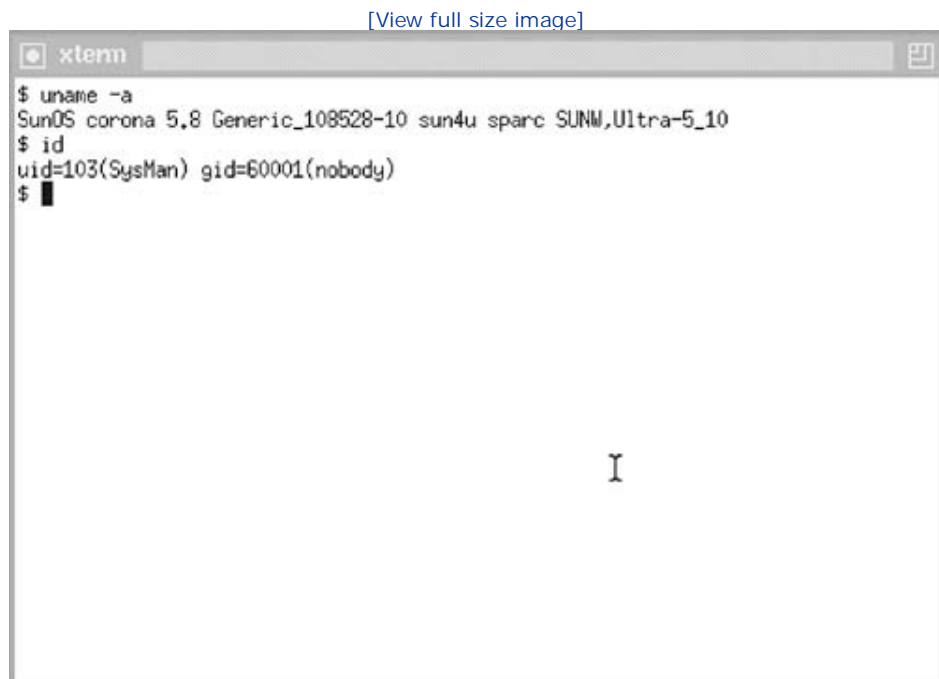 [View full size image]
xterm
$ uname -a
SunOS corona 5.8 Generic_108528-10 sun4u sparc SUNW,Ultra-5_10
$ id
uid=103(SysMan) gid=60001(nobody)
$